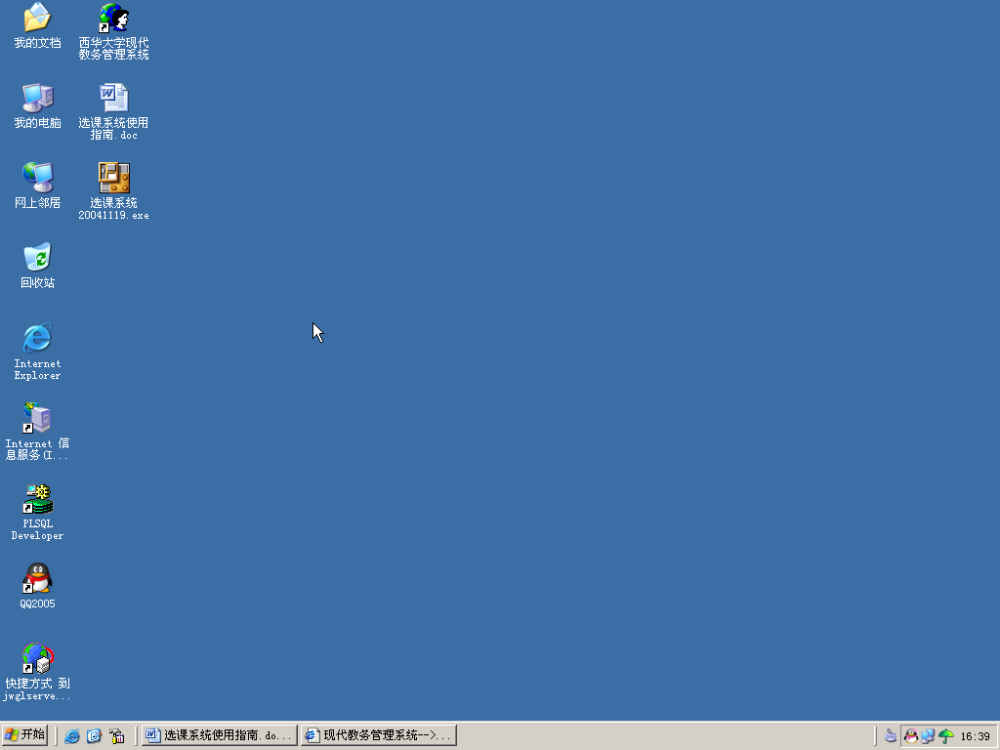 我的文档
西华大学现代
教务管理系统
我的电脑
选课系统使用
指南.doc
网上邻居
选课系统
20041119.exe
回收站
Internet
Explorer
Internet 信
息服务(I...
PLSQL
Developer
QQ2005
快捷方式 到
jwglserve...
开始
选课系统使用指南.do...
现代教务管理系统-->...
16:39